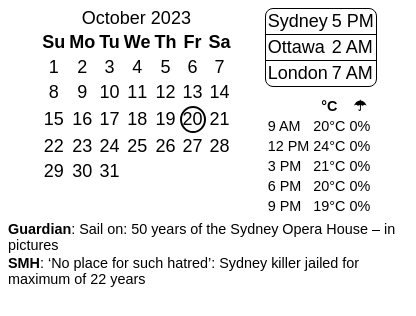 October 2023
Su Mo Tu We Th Fr Sa
1 2 3 4 5 6 7
8 9 10 11 12 13 14
15 16 17 18 19 20 21
22 23 24 25 26 27 28
29 30 31
Sydney 5 PM
Ottawa 2 AM
London 7 AM
°C ☂
9 AM 20°C 0%
12 PM 24°C 0%
3 PM 21°C 0%
6 PM 20°C 0%
9 PM 19°C 0%
Guardian: Sail on: 50 years of the Sydney Opera House – in
pictures
SMH: ‘No place for such hatred’: Sydney killer jailed for
maximum of 22 years